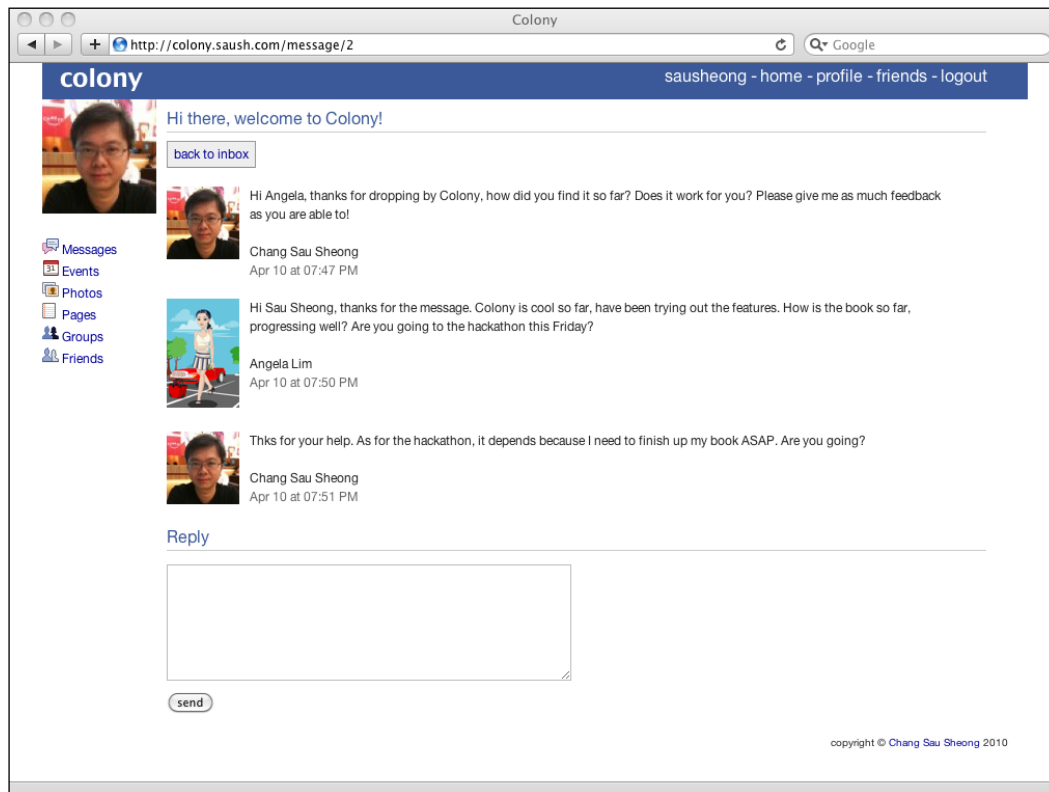 Colony
http://colony.saush.com/message/2
Google
colony
sausheong - home - profile - friends - logout
Hi there, welcome to Colony!
back to inbox
Hi Angela, thanks for dropping by Colony, how did you find it so far? Does it work for you? Please give me as much feedback
as you are able to!
Chang Sau Sheong
Apr 10 at 07:47 PM
Messages
31 Events
Photos
Pages
Groups
Friends
Hi Sau Sheong, thanks for the message. Colony is cool so far, have been trying out the features. How is the book so far,
progressing well? Are you going to the hackathon this Friday?
Angela Lim
Apr 10 at 07:50 PM
Thks for your help. As for the hackathon, it depends because I need to finish up my book ASAP. Are you going?
Chang Sau Sheong
Apr 10 at 07:51 PM
Reply
send
copyright © Chang Sau Sheong 2010